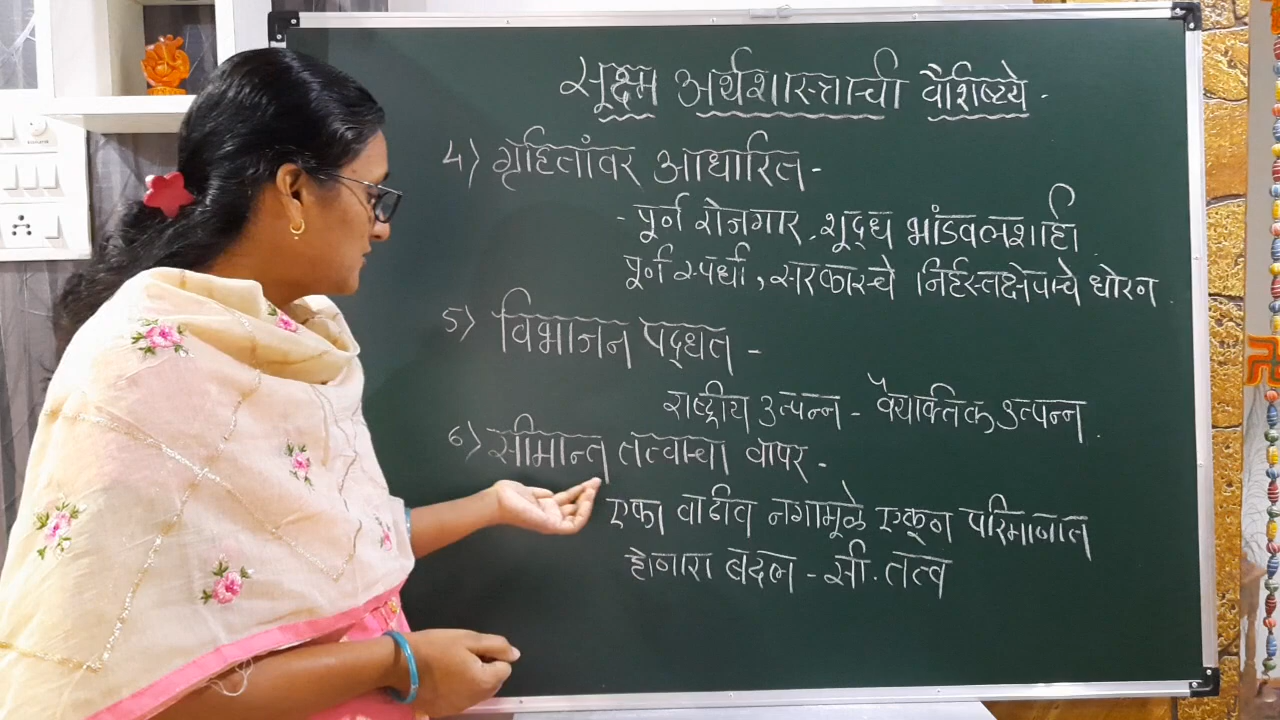 सूक्ष्म अर्थशास्त्राची वैशिष्ट्ये.
4) गृहितांवर आधारित-
- पूर्ण रोजगार, शूद्ध भांडवलशाही
पूर्ण स्पर्धा, सरकारचे निर्हस्तक्षेपाचे धोरण.
5) विभाजन पद्धत -
राष्ट्रीय उत्पन्न - वैयाक्तिक उत्पन्न.
6) सीमान्त तत्वाचा वापर -
एका वाढीव नगामूळे एकूण परिमाणात
होणारा बदल - सी. तत्व